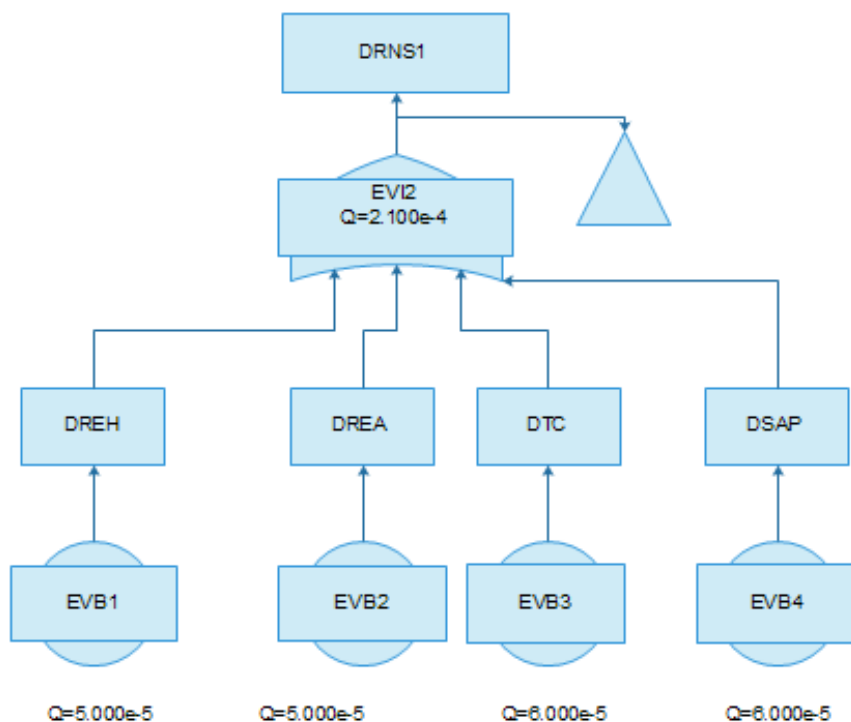 DRNS1
EVI2
Q=2.100e-4
DREH
DREA
DTC
DSAP
EVB1
EVB2
EVB3
EVB4
Q=5.000e-5
Q=5.000e-5
Q=6.000e-5
Q=6.000e-5